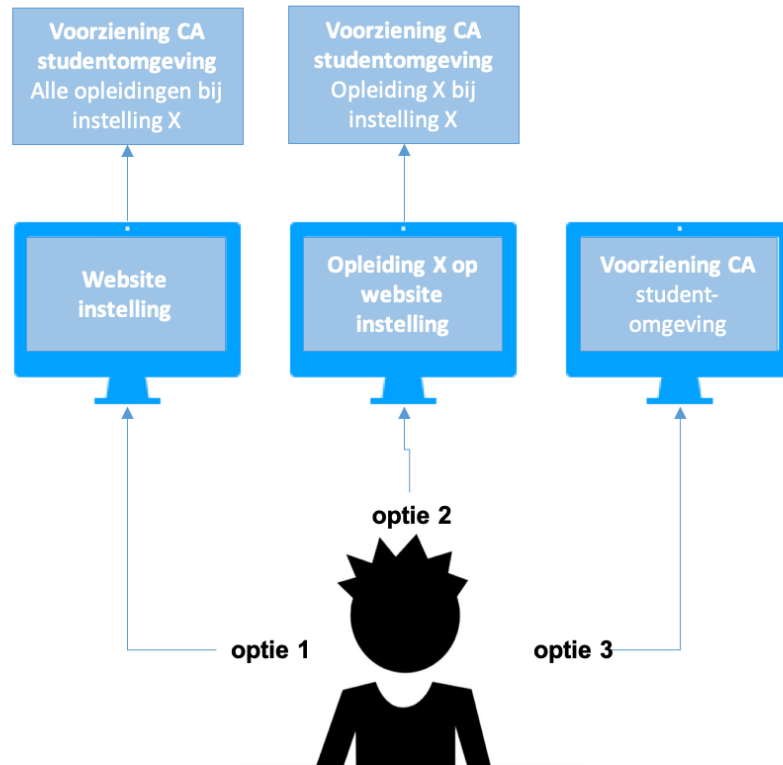 Voorziening CA
studentomgeving
Alle opleidingen bij
instelling X
Voorziening CA
studentomgeving
Opleiding X bij
instelling X
Website
instelling
Opleiding X op
website
instelling
Voorziening CA
student-
omgeving
optie 2
optie 1
optie 3